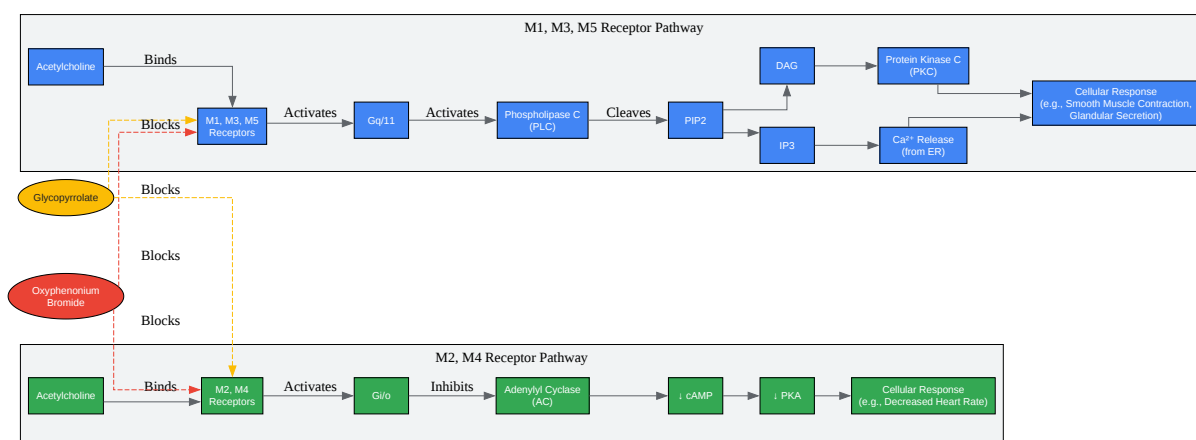 M1, M3, M5 Receptor Pathway
Acetylcholine
Binds
M1, M3, M5
Receptors
Activates
Gq/11
Activates
Phospholipase C
(PLC)
Cleaves
PIP2
DAG
Protein Kinase C
(PKC)
IP3
Ca²⁺ Release
(from ER)
Cellular Response
(e.g., Smooth Muscle Contraction,
Glandular Secretion)
Blocks
Glycopyrrolate
Blocks
Blocks
Oxyphenonium
Bromide
Blocks
M2, M4 Receptor Pathway
Acetylcholine
Binds
M2, M4
Receptors
Activates
Gi/o
Inhibits
Adenylyl Cyclase
(AC)
↓ cAMP
↓ PKA
Cellular Response
(e.g., Decreased Heart Rate)